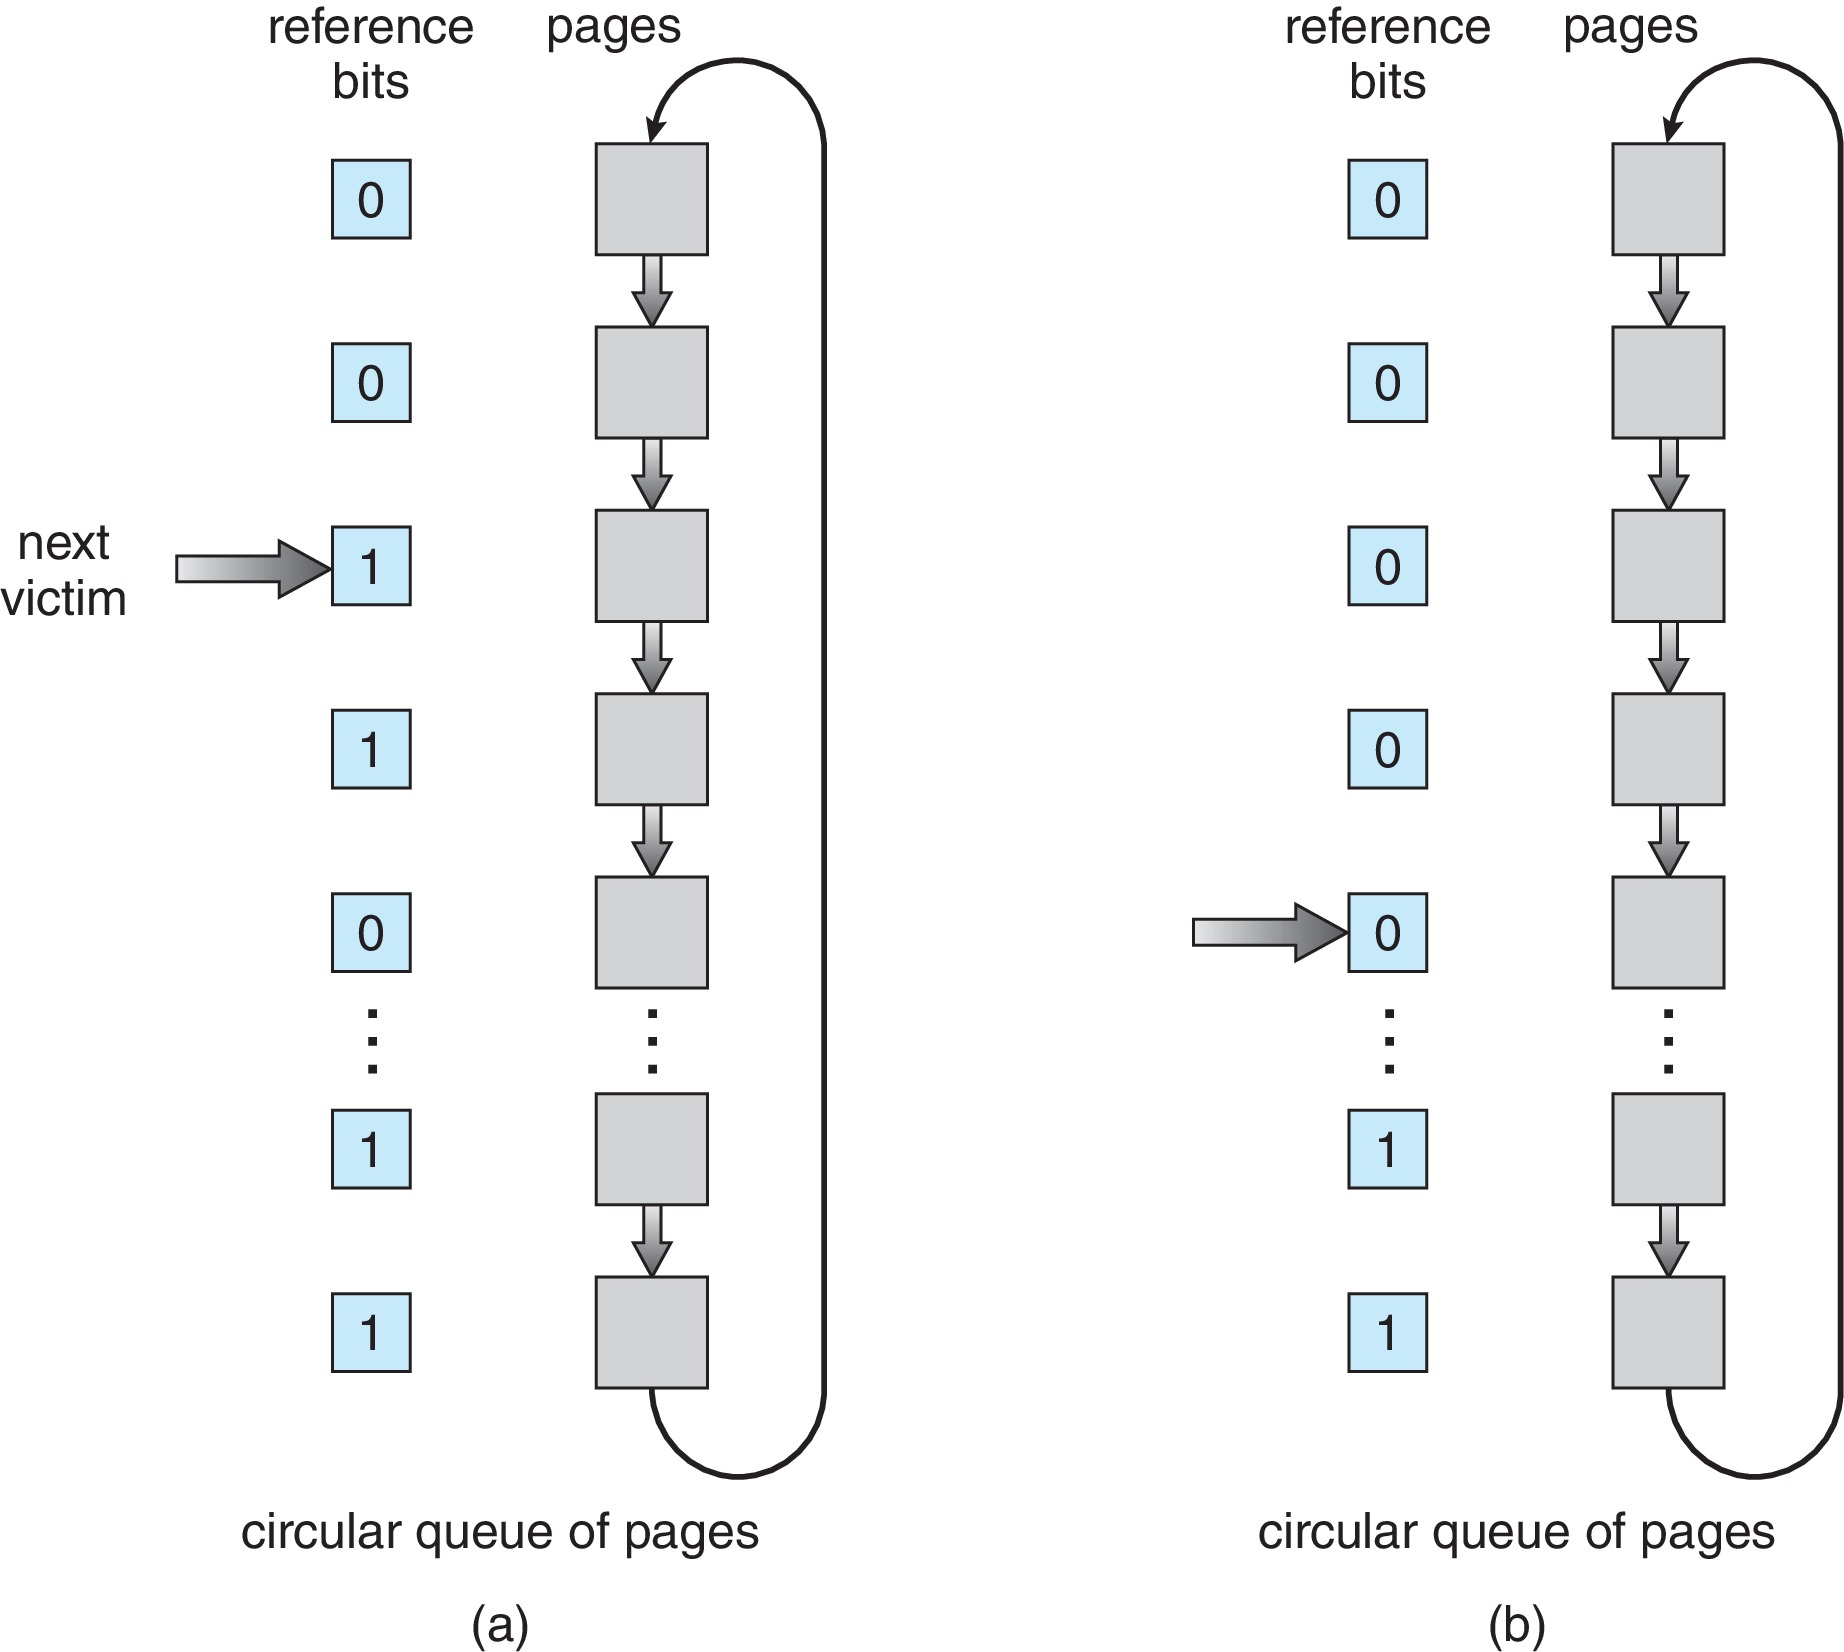 reference pages
bits
0
0
next
victim
1
1
0
1
1
circular queue of pages
(a)
reference pages
bits
0
0
0
0
0
1
1
circular queue of pages
(b)